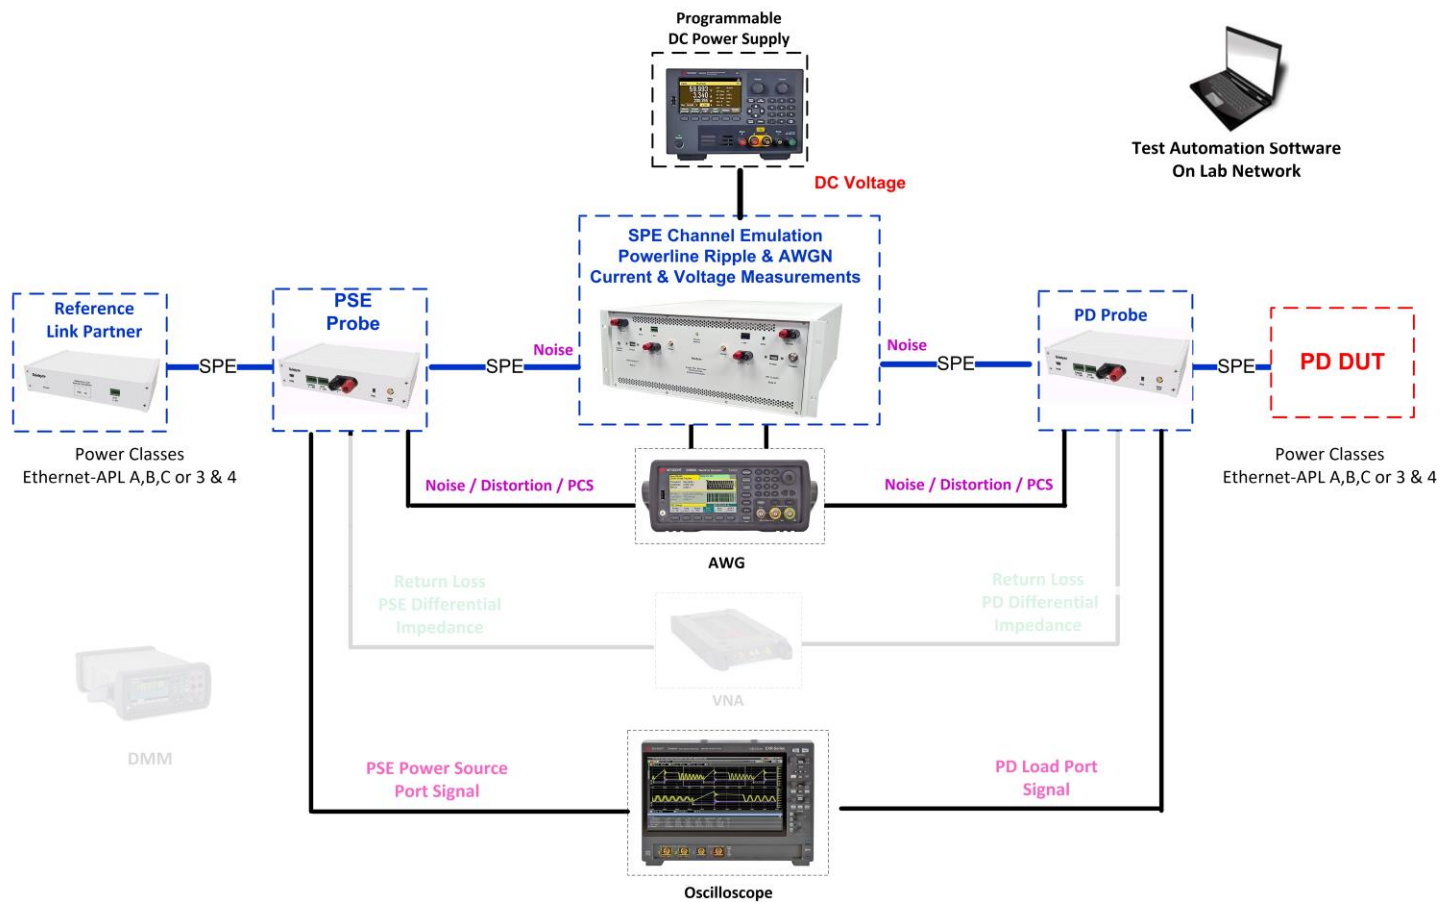 Programmable
DC Power Supply
Test Automation Software
On Lab Network
DC Voltage
SPE Channel Emulation
Powerline Ripple & AWGN
Current & Voltage Measurements
Reference
Link Partner
PSE
Probe
PD Probe
PD DUT
SPE
SPE
Noise
Noise
SPE
SPE
Power Classes
Ethernet-APL A,B,C or 3 & 4
Power Classes
Ethernet-APL A,B,C or 3 & 4
Noise / Distortion / PCS
Noise / Distortion / PCS
AWG
Return Loss
PSE Differential
Impedance
Return Loss
PD Differential
Impedance
VNA
DMM
PSE Power Source
Port Signal
PD Load Port
Signal
Oscilloscope